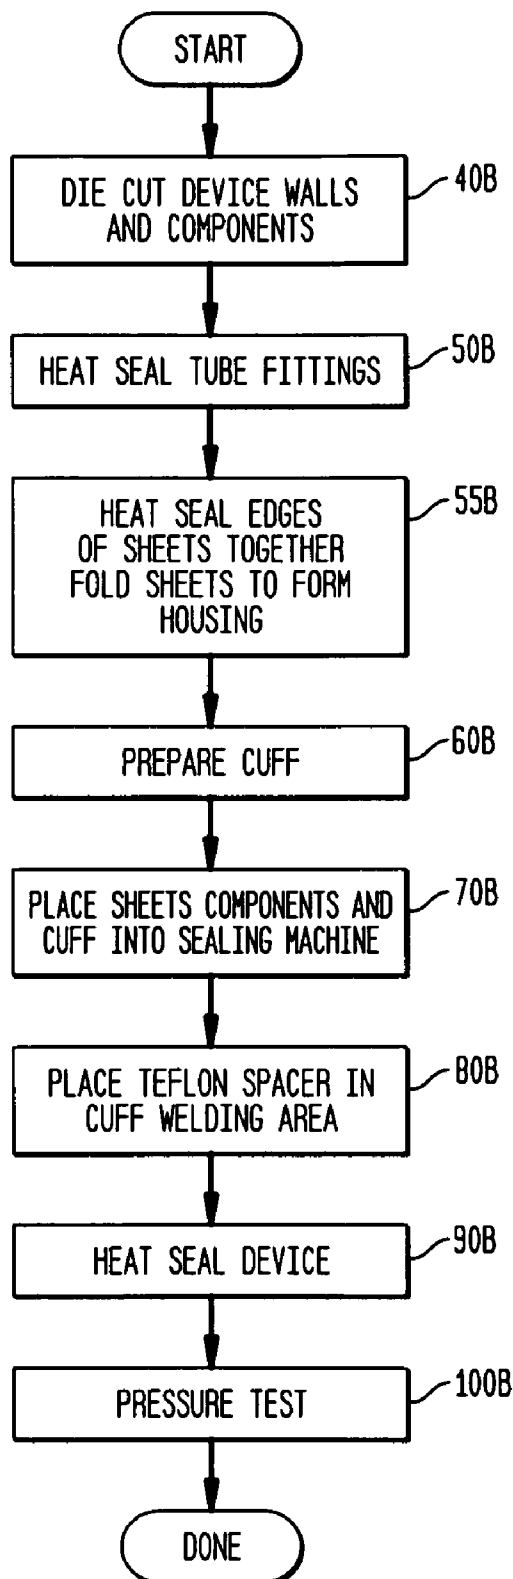 START
DIE CUT DEVICE WALLS
AND COMPONENTS
40B
HEAT SEAL TUBE FITTINGS
50B
HEAT SEAL EDGES
OF SHEETS TOGETHER
FOLD SHEETS TO FORM
HOUSING
55B
PREPARE CUFF
60B
PLACE SHEETS COMPONENTS AND
CUFF INTO SEALING MACHINE
70B
PLACE TEFLON SPACER IN
CUFF WELDING AREA
80B
HEAT SEAL DEVICE
90B
PRESSURE TEST
100B
DONE